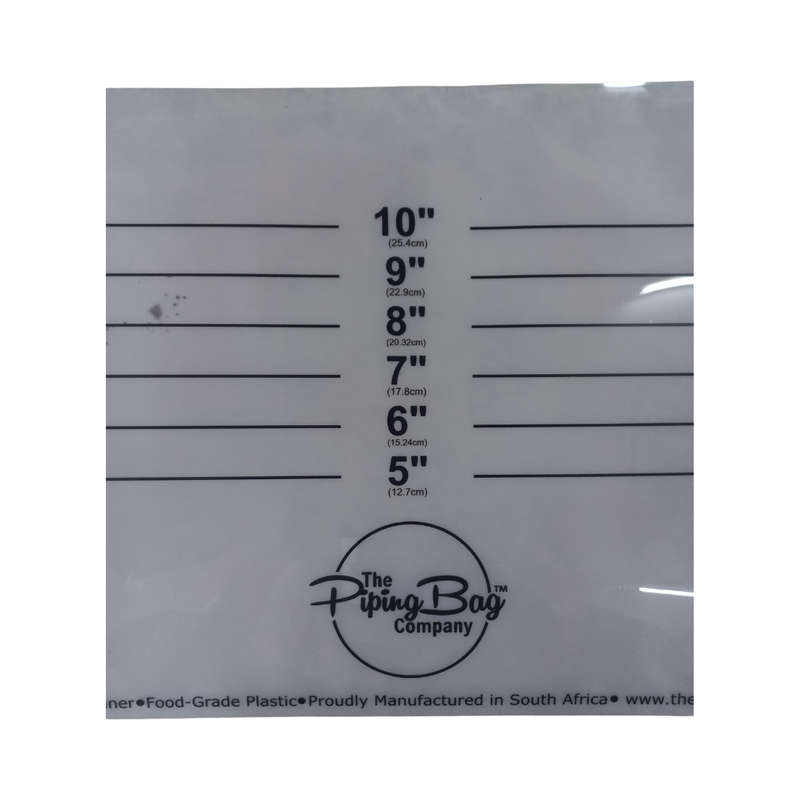 10"
(25.4cm)
9"
(22.9cm)
8"
(20.32cm)
7"
(17.8cm)
6"
(15.24cm)
5"
(12.7cm)
The
Piping Bag™
Company
ner•Food-Grade Plastic•Proudly Manufactured in South Africa• www.the